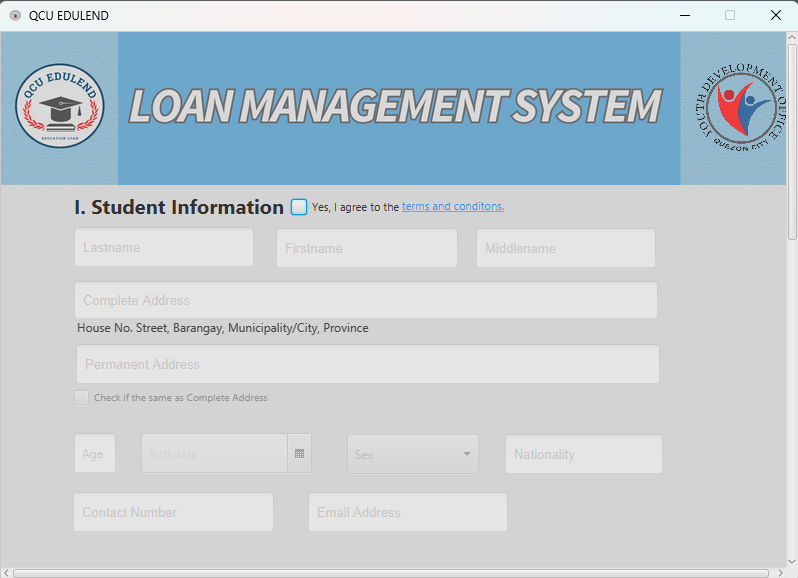 QCU EDULEND
QCU EDULEND
EDUCATION LOAN
LOAN MANAGEMENT SYSTEM
YOUTH DEVELOPMENT OFFICE
QUEZON CITY
I. Student Information Yes, I agree to the terms and conditons.
Lastname Firstname Middlename
Complete Address
House No. Street, Barangay, Municipality/City, Province
Permanent Address
Check if the same as Complete Address
Age Birthdate Sex Nationality
Contact Number Email Address